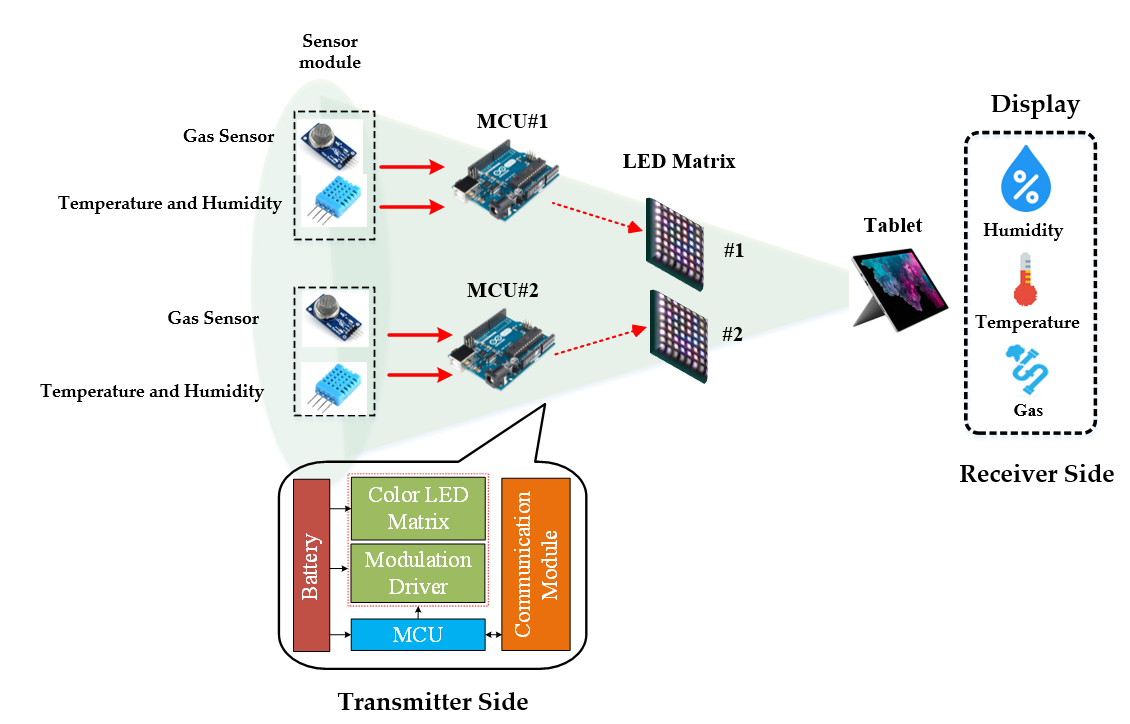 Sensor
module
Display
MCU#1
Gas Sensor
LED Matrix
Temperature and Humidity
Tablet
Humidity
#1
MCU#2
Gas Sensor
Temperature
#2
Temperature and Humidity
Gas
Receiver Side
Battery
Color LED
Matrix
Modulation
Driver
MCU
Communication
Module
Transmitter Side